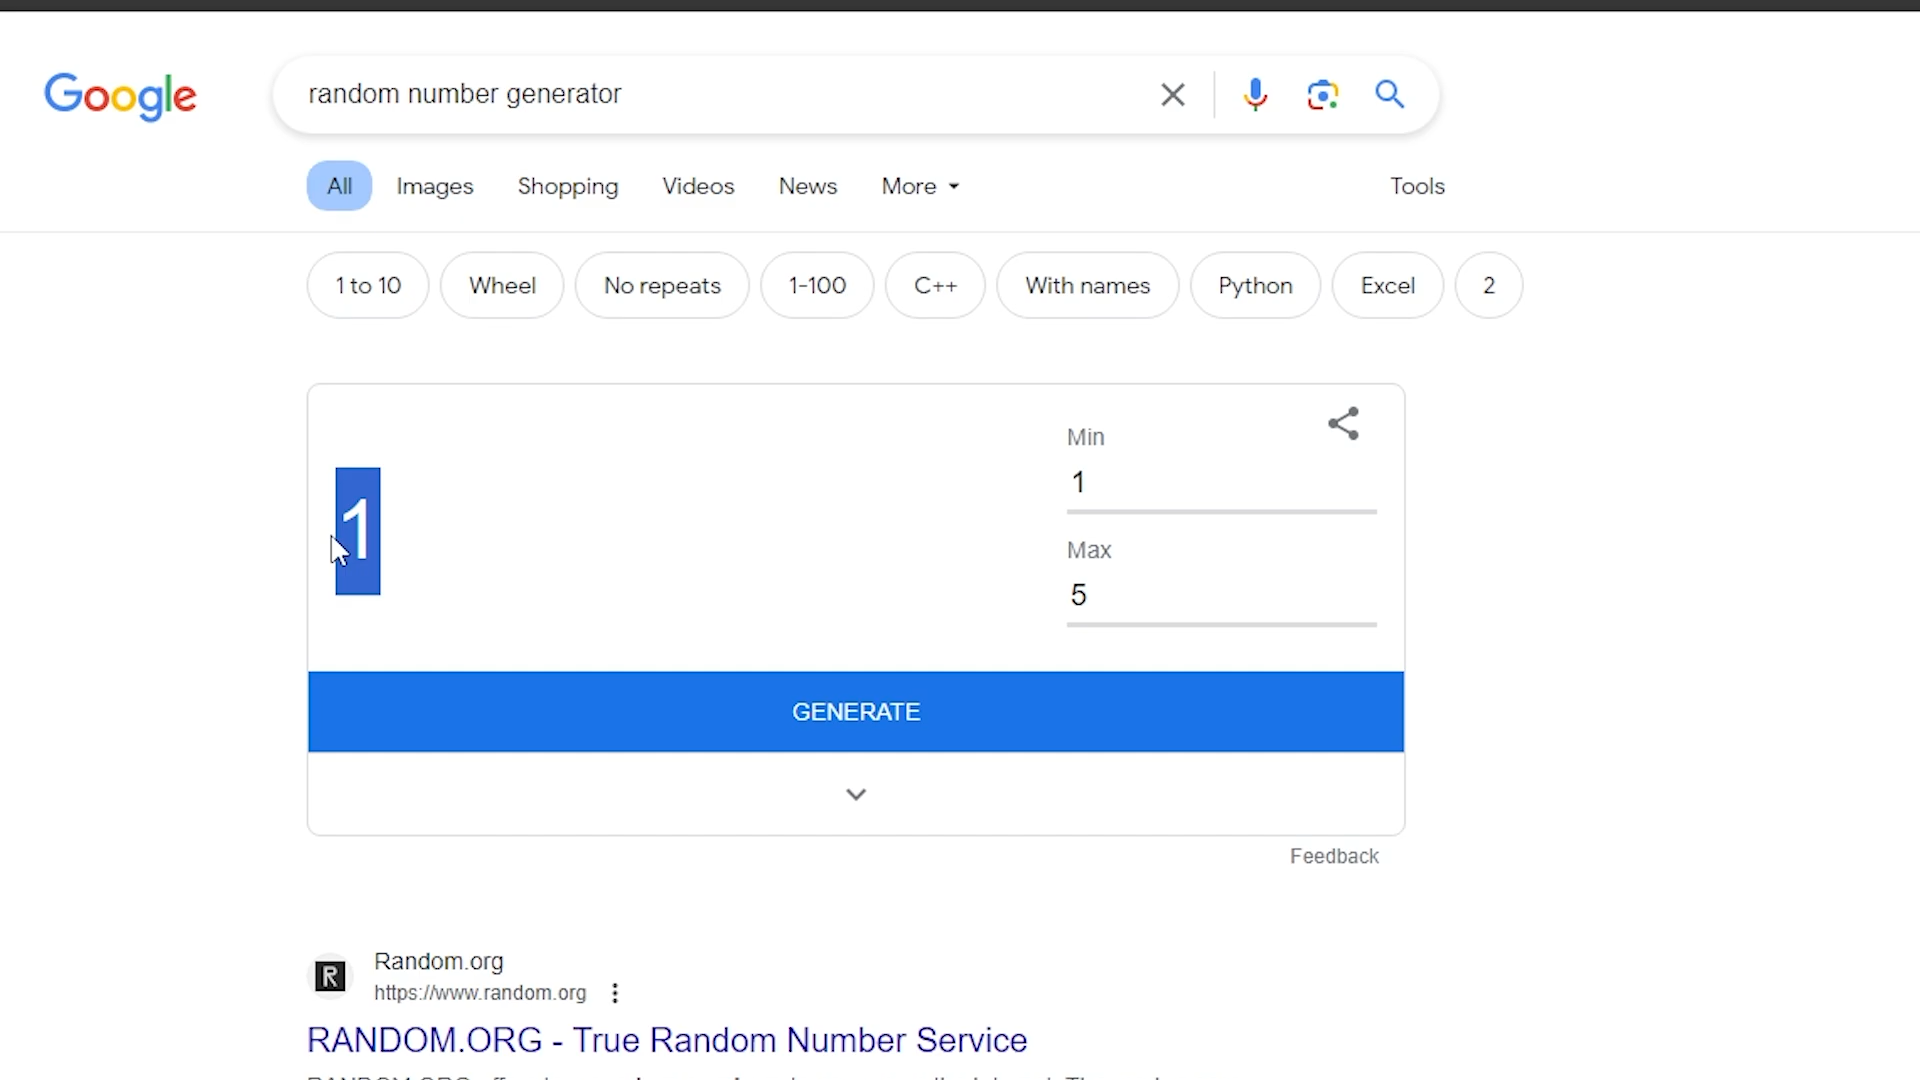 Google
random number generator
All Images Shopping Videos News More Tools
1 to 10 Wheel No repeats 1-100 C++ With names Python Excel 2
Min
1
1
Max
5
GENERATE
Feedback
R
Random.org
https://www.random.org
RANDOM.ORG - True Random Number Service